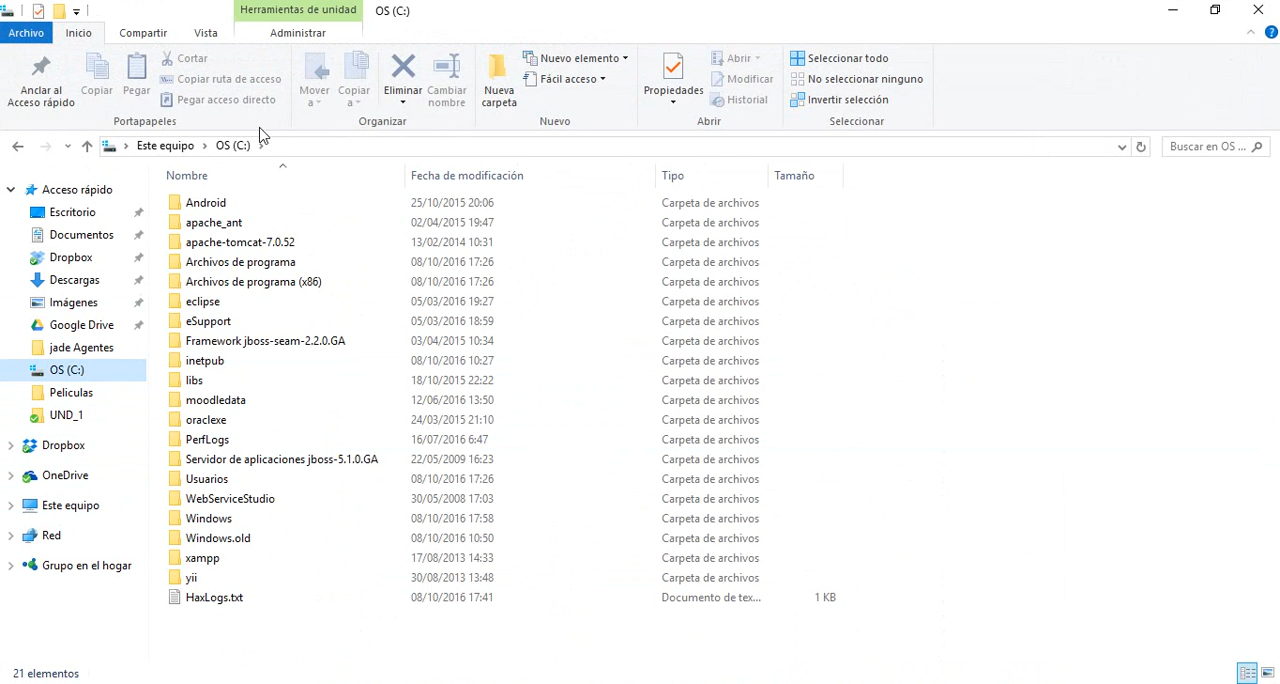 Herramientas de unidad OS (C:)
Archivo Inicio Compartir Vista Administrar
Anclar al Acceso rápido
Copiar
Pegar
Cortar
Copiar ruta de acceso
Pegar acceso directo
Portapapeles
Mover a
Copiar a
Eliminar
Cambiar nombre
Organizar
Nueva carpeta
Nuevo elemento
Fácil acceso
Nuevo
Propiedades
Abrir
Modificar
Historial
Abrir
Seleccionar todo
No seleccionar ninguno
Invertir selección
Seleccionar
Este equipo OS (C:) Buscar en OS ...
Acceso rápido
Escritorio
Documentos
Dropbox
Descargas
Imágenes
Google Drive
jade Agentes
OS (C:)
Peliculas
UND_1
Dropbox
OneDrive
Este equipo
Red
Grupo en el hogar
Nombre Fecha de modificación Tipo Tamaño
Android 25/10/2015 20:06 Carpeta de archivos
apache_ant 02/04/2015 19:47 Carpeta de archivos
apache-tomcat-7.0.52 13/02/2014 10:31 Carpeta de archivos
Archivos de programa 08/10/2016 17:26 Carpeta de archivos
Archivos de programa (x86) 08/10/2016 17:26 Carpeta de archivos
eclipse 05/03/2016 19:27 Carpeta de archivos
eSupport 05/03/2016 18:59 Carpeta de archivos
Framework jboss-seam-2.2.0.GA 03/04/2015 10:34 Carpeta de archivos
inetpub 08/10/2016 10:27 Carpeta de archivos
libs 18/10/2015 22:22 Carpeta de archivos
moodledata 12/06/2016 13:50 Carpeta de archivos
oraclexe 24/03/2015 21:10 Carpeta de archivos
PerfLogs 16/07/2016 6:47 Carpeta de archivos
Servidor de aplicaciones jboss-5.1.0.GA 22/05/2009 16:23 Carpeta de archivos
Usuarios 08/10/2016 17:26 Carpeta de archivos
WebServiceStudio 30/05/2008 17:03 Carpeta de archivos
Windows 08/10/2016 17:58 Carpeta de archivos
Windows.old 08/10/2016 10:50 Carpeta de archivos
xampp 17/08/2013 14:33 Carpeta de archivos
yii 30/08/2013 13:48 Carpeta de archivos
HaxLogs.txt 08/10/2016 17:41 Documento de tex... 1 KB
21 elementos